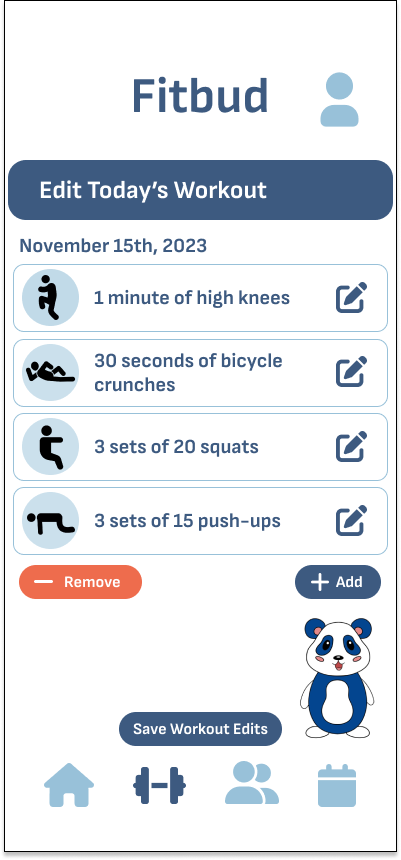 Fitbud
Edit Today's Workout
November 15th, 2023
1 minute of high knees
30 seconds of bicycle
crunches
3 sets of 20 squats
3 sets of 15 push-ups
Remove
Add
Save Workout Edits